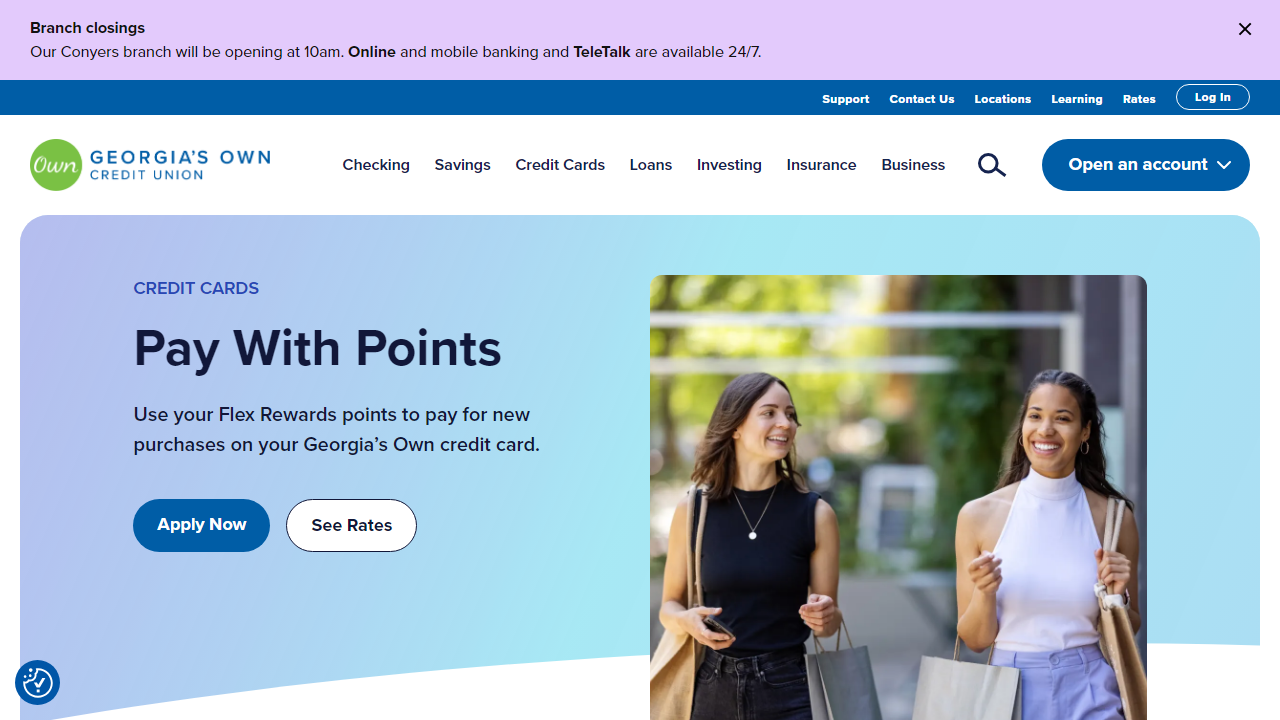 Branch closings
Our Conyers branch will be opening at 10am. Online and mobile banking and TeleTalk are available 24/7.
Support Contact Us Locations Learning Rates Log In
Own GEORGIA'S OWN
CREDIT UNION
Checking Savings Credit Cards Loans Investing Insurance Business Open an account
CREDIT CARDS
Pay With Points
Use your Flex Rewards points to pay for new
purchases on your Georgia’s Own credit card.
Apply Now See Rates